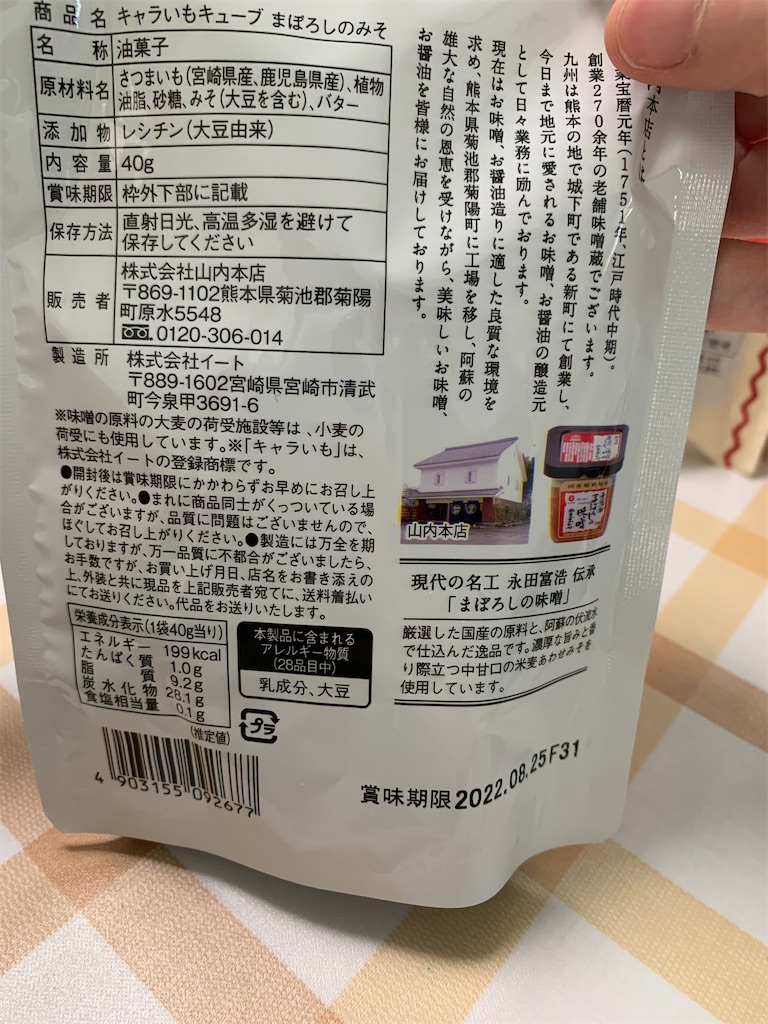 商品名 キャラいもキューブ まぼろしのみそ
名称 油菓子
原材料名 さつまいも(宮崎県産、鹿児島県産)、植物
油脂、砂糖、みそ(大豆を含む)、バター
添加物 レシチン(大豆由来)
内容量 40g
賞味期限 枠外下部に記載
保存方法 直射日光、高温多湿を避けて
保存してください
販売者 株式会社山内本店
〒869-1102熊本県菊池郡菊陽
町原水5548
0120-306-014
製造所 株式会社イート
〒889-1602宮崎県宮崎市清武
町今泉甲3691-6
※味噌の原料の大麦の荷受施設等は、小麦の
荷受にも使用しています。※「キャラいも」は、
株式会社イートの登録商標です。
●開封後は賞味期限にかかわらずお早めにお召し上
がりください。●まれに商品同士がくっついている場
合がございますが、品質に問題はございませんので、
ほぐしてお召し上がりください。●製造には万全を期
しておりますが、万一品質に不都合がございましたら、
お手数ですが、お買い上げ月日、店名をお書き添えの
上、外装と共に現品を上記販売者宛てに、送料着払い
にてお送りください。代品をお送りいたします。
栄養成分表示(1袋40g当り)
エネルギー 199kcal
たんぱく質 1.0g
脂質 9.2g
炭水化物 28.1g
食塩相当量 0.1g
(推定値)
本製品に含まれる
アレルギー物質
(28品目中)
乳成分、大豆
プラ
4 903155 092677
内本店とは
宝暦元年(1751年、江戸時代中期)。
創業270余年の老舗味噌蔵でございます。
九州は熊本の地で城下町である新町にて創業し、
今日まで地元に愛されるお味噌、お醤油の醸造元
として日々業務に励んでおります。
現在はお味噌、お醤油造りに適した良質な環境を
求め、熊本県菊池郡菊陽町に工場を移し、阿蘇の
雄大な自然の恩恵を受けながら、美味しいお味噌、
お醤油を皆様にお届けしております。
山内本店
まぼろしの味噌
現代の名工 永田富浩 伝承
「まぼろしの味噌」
厳選した国産の原料と、阿蘇の伏流水
で仕込んだ逸品です。濃厚な旨みと香
り際立つ中甘口の米麦あわせみそを
使用しています。
賞味期限2022.08.25F31